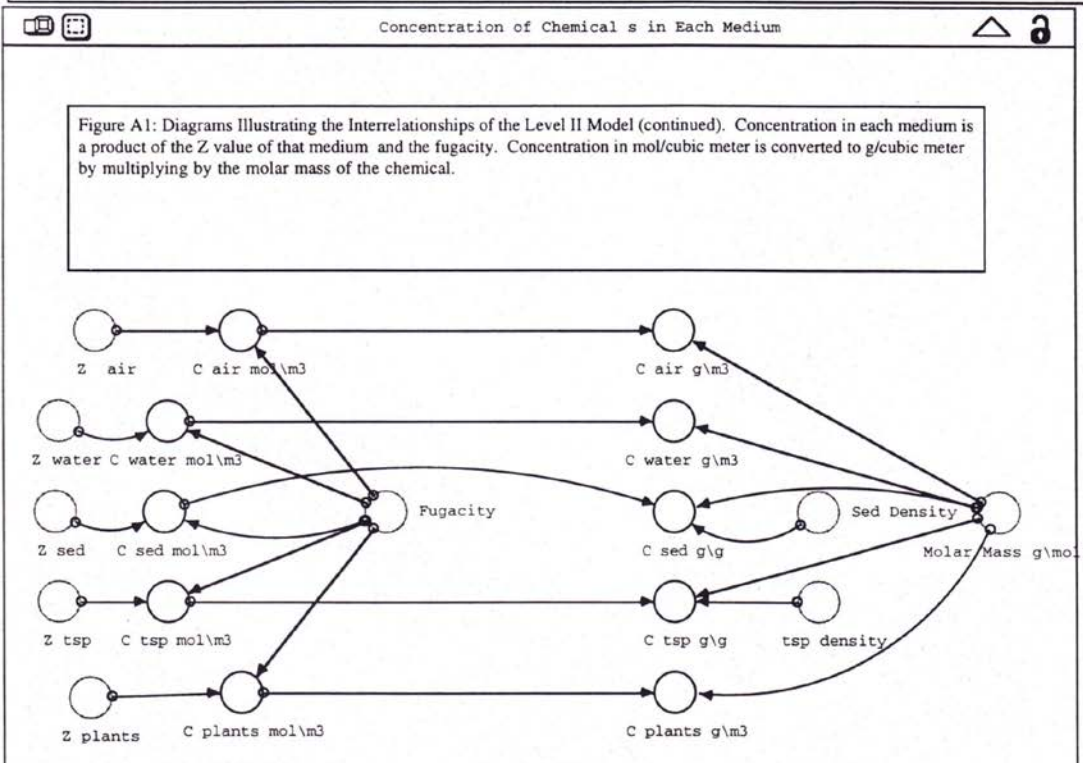 Concentration of Chemical s in Each Medium
Figure A1: Diagrams Illustrating the Interrelationships of the Level II Model (continued). Concentration in each medium is
a product of the Z value of that medium and the fugacity. Concentration in mol/cubic meter is converted to g/cubic meter
by multiplying by the molar mass of the chemical.
Z air
C air mol\m3
C air g\m3
Z water
C water mol\m3
C water g\m3
Fugacity
Sed Density
Z sed
C sed mol\m3
C sed g\g
Molar Mass g\mol
Z tsp
C tsp mol\m3
C tsp g\g
tsp density
Z plants
C plants mol\m3
C plants g\m3